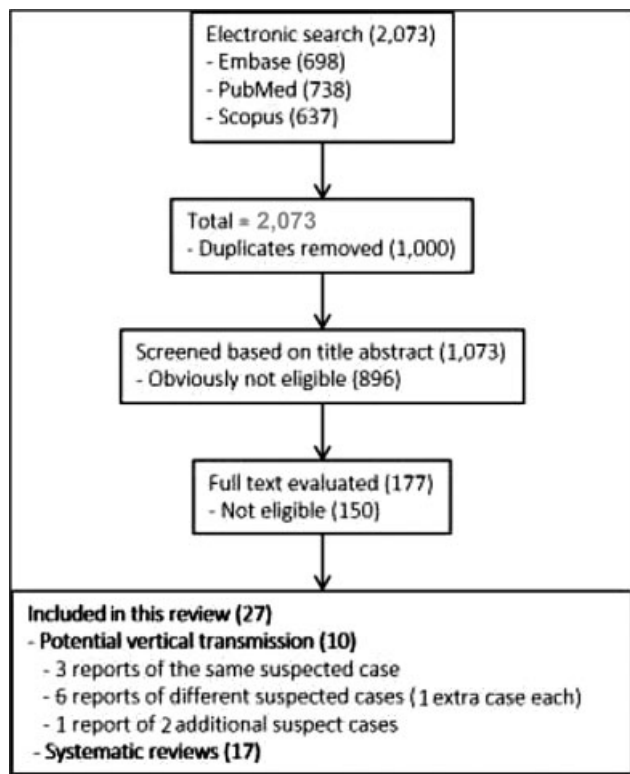 Electronic search (2,073)
- Embase (698)
- PubMed (738)
- Scopus (637)
Total = 2,073
- Duplicates removed (1,000)
Screened based on title abstract (1,073)
- Obviously not eligible (896)
Full text evaluated (177)
- Not eligible (150)
Included in this review (27)
- Potential vertical transmission (10)
- 3 reports of the same suspected case
- 6 reports of different suspected cases (1 extra case each)
- 1 report of 2 additional suspect cases
- Systematic reviews (17)